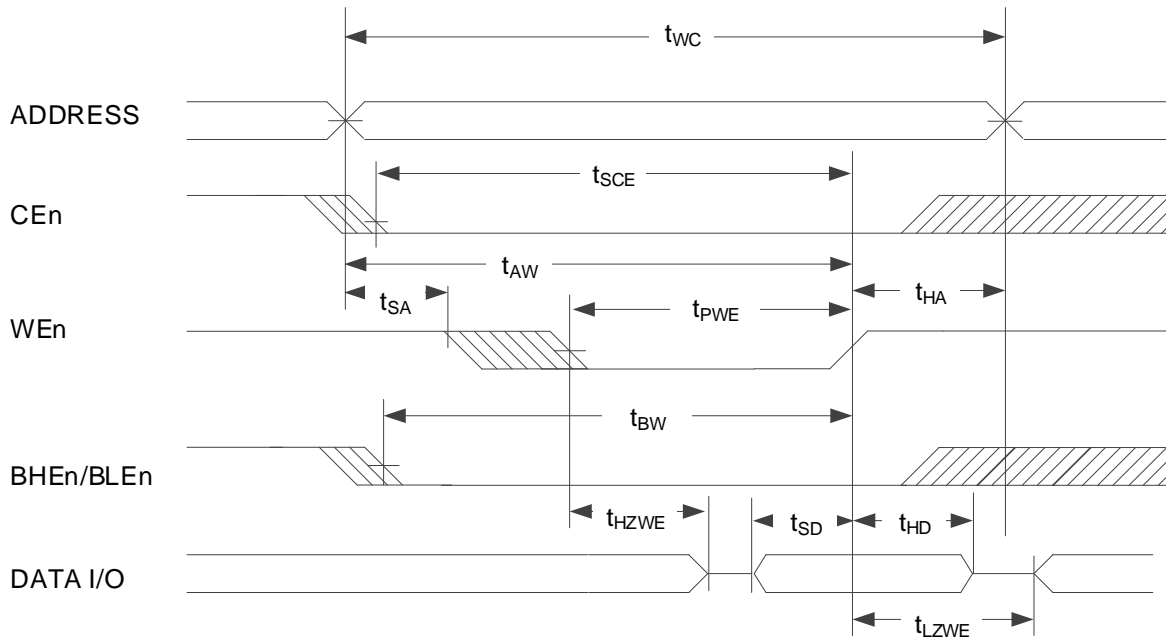 tWC
ADDRESS
tSCE
CEn
tAW
tSA
tPWE
tHA
WEn
tBW
BHEn/BLEn
tHZWE
tSD
tHD
DATA I/O
tLZWE